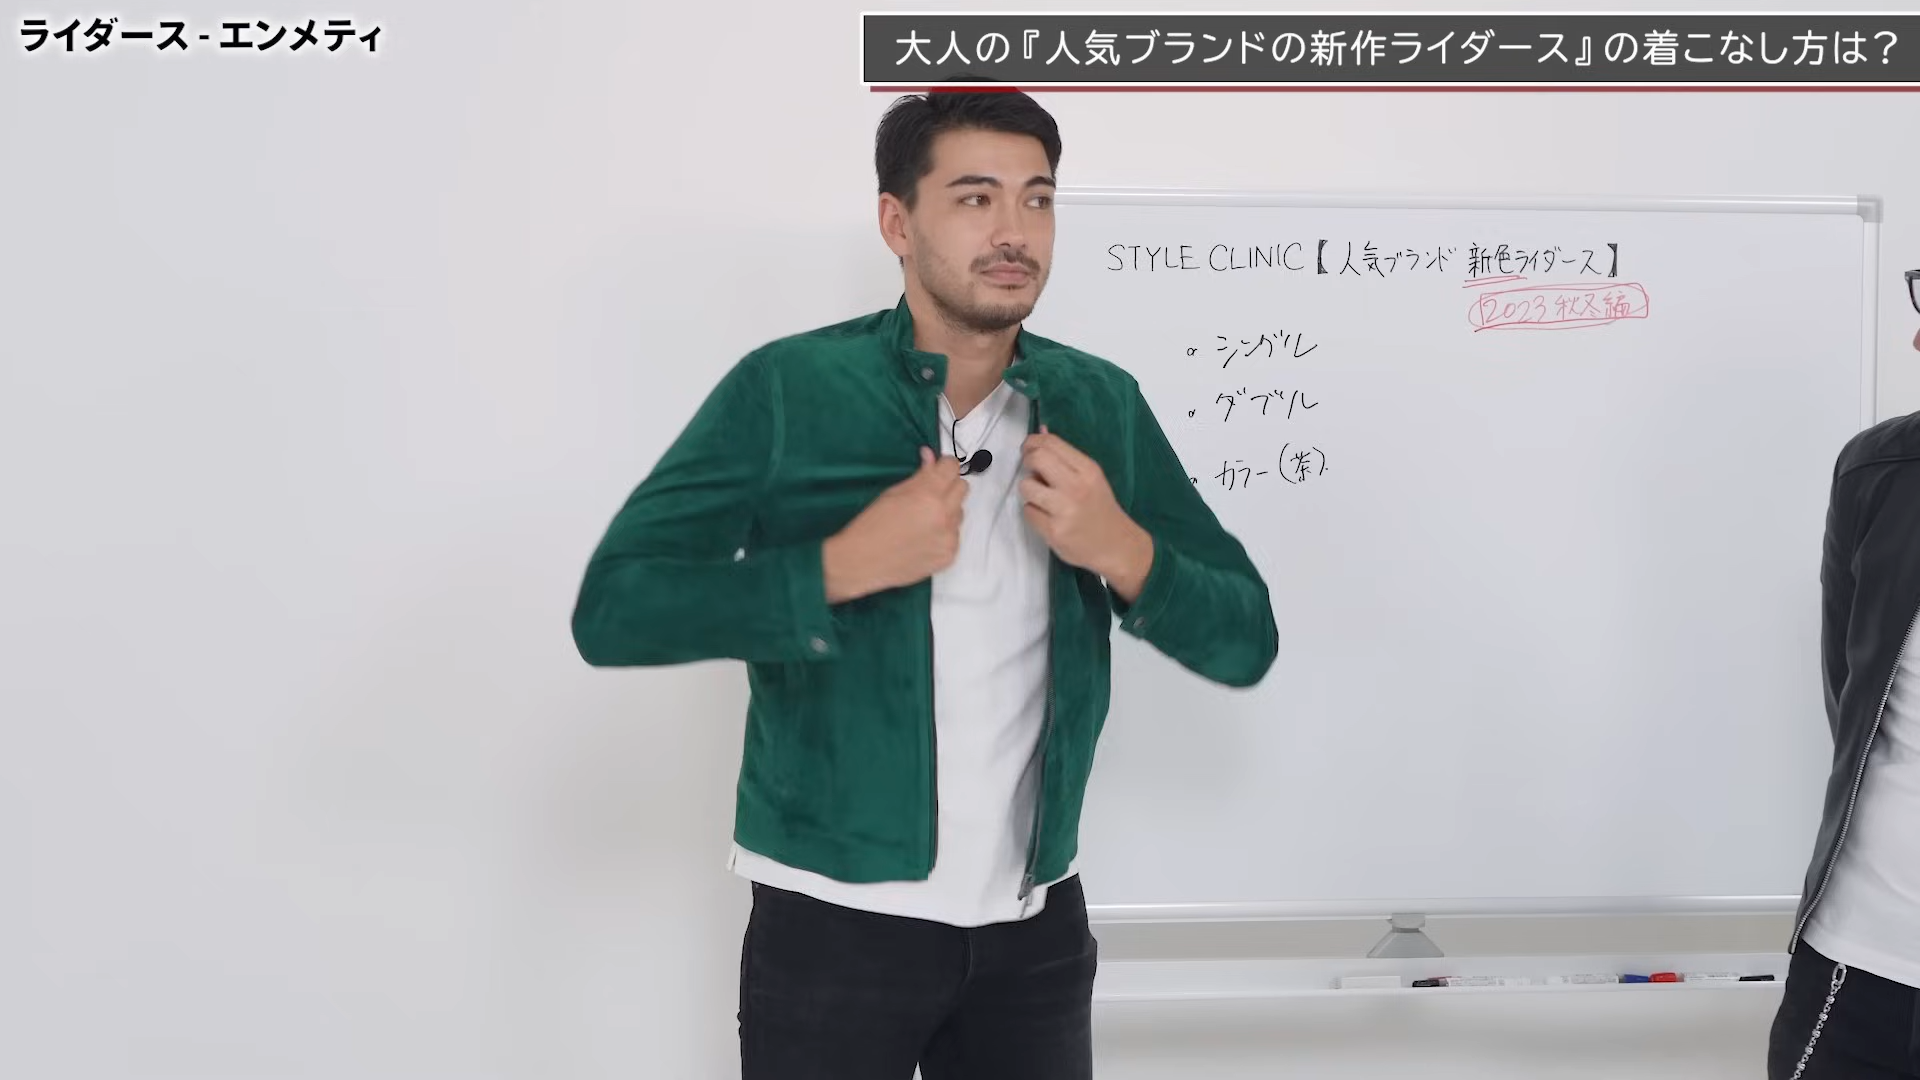 ライダース - エンメティ
大人の『人気ブランドの新作ライダース』の着こなし方は？
STYLE CLINIC【人気ブランド 新色ライダース】
2023 秋冬編
。シングル
。ダブル
。カラー(茶).